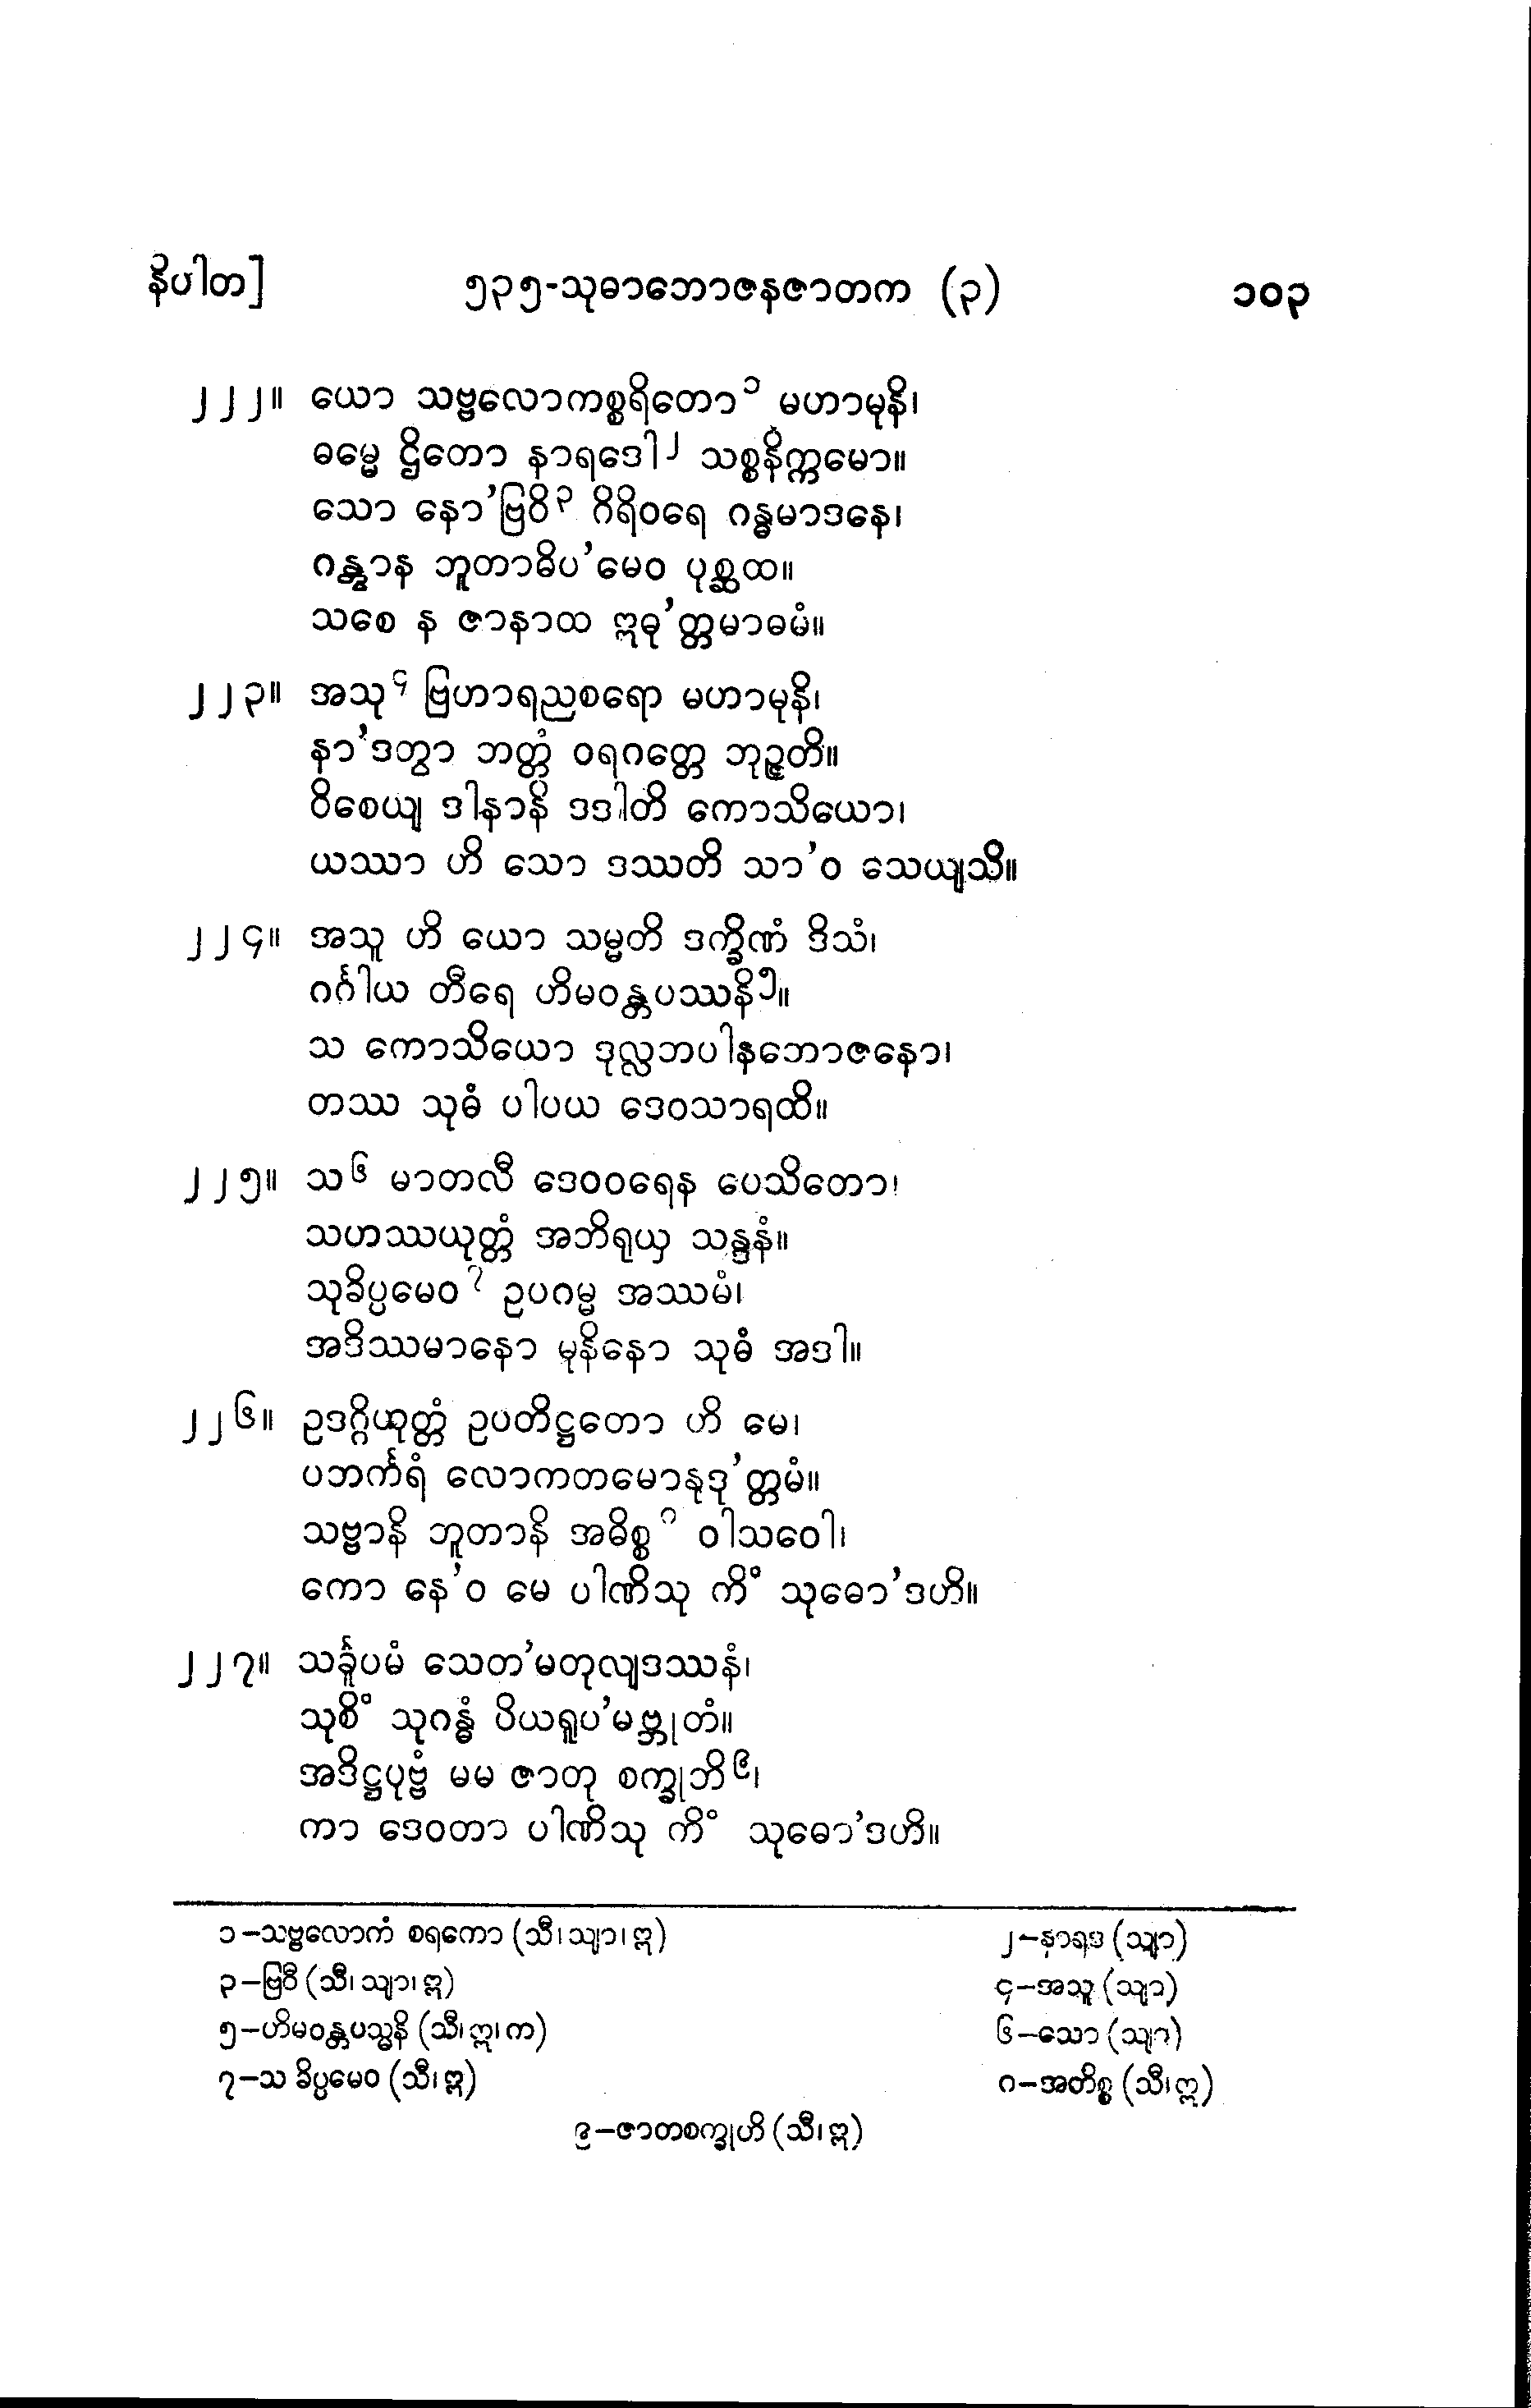 နိပါတ]	၅၃၅-သုဓာဘောဇနဇာတက (၃)	၁၀၃
၂၂၂။ ယော သဗ္ဗလောကစ္စရိတော၁ မဟာမုနိ၊
ဓမ္မေ ဌိတော နာရဒေါ၂ သစ္စနိက္ကမော။
သော နော’ဗြဝိ၃ ဂိရိဝရေ ဂန္ဓမာဒနေ၊
ဂန္တွာန ဘူတာဓိပ’မေဝ ပုစ္ဆထ။
သစေ န ဇာနာထ ဣဓု’တ္တမာဓမံ။
၂၂၃။ အသု၄ ဗြဟာရညစရော မဟာမုနိ၊
နာ’ဒတွာ ဘတ္တံ ဝရဂတ္တေ ဘုဉ္ဇတိ။
ဝိစေယျ ဒါနာနိ ဒဒါတိ ကောသိယော၊
ယဿာ ဟိ သော ဒဿတိ သာ’ဝ သေယျသိ။
၂၂၄။ အသူ ဟိ ယော သမ္မတိ ဒက္ခိဏံ ဒိသံ၊
ဂင်္ဂါယ တီရေ ဟိမဝန္တပဿနိ၅။
သ ကောသိယော ဒုလ္လဘပါနဘောဇနော၊
တဿ သုဓံ ပါပယ ဒေဝသာရထိ။
၂၂၅။ သ၆ မာတလီ ဒေဝဝရေန ပေသိတော၊
သဟဿယုတ္တံ အဘိရုယှ သန္ဒနံ။
သုခိပ္ပမေဝ၇ ဥပဂမ္မ အဿမံ၊
အဒိဿမာနော မုနိနော သုဓံ အဒါ။
၂၂၆။ ဥဒဂ္ဂိဟုတ္တံ ဥပတိဋ္ဌတော ဟိ မေ၊
ပဘင်္ကရံ လောကတမောနုဒု’တ္တမံ။
သဗ္ဗာနိ ဘူတာနိ အဓိစ္စ၈ ဝါသဝေါ၊
ကော နေ’ဝ မေ ပါဏိသု ကိံ သုဓော’ဒဟိ။
၂၂၇။ သင်္ခူပမံ သေတ’မတုလျဒဿနံ၊
သုစိံ သုဂန္ဓံ ပိယရူပ’မဗ္ဘုတံ။
အဒိဋ္ဌပုဗ္ဗံ မမ ဇာတု စက္ခုဘိ၉၊
ကာ ဒေဝတာ ပါဏိသု ကိံ သုဓော’ဒဟိ။
၁-သဗ္ဗလောကံ စရကော (သီ၊ သျာ၊ ဣ)	၂-နာရဒ (သျာ)
၃-ဗြဝီ (သီ၊ သျာ၊ ဣ)	၄-အသူ (သျာ)
၅-ဟိမဝန္တပသ္မနိ (သီ၊ ဣ၊ က)	၆-သော (သျာ)
၇-သ ခိပ္ပမေဝ (သီ၊ ဣ)	၈-အတိစ္စ (သီ၊ ဣ)
၉-ဇာတစက္ခုဟိ (သီ၊ ဣ)